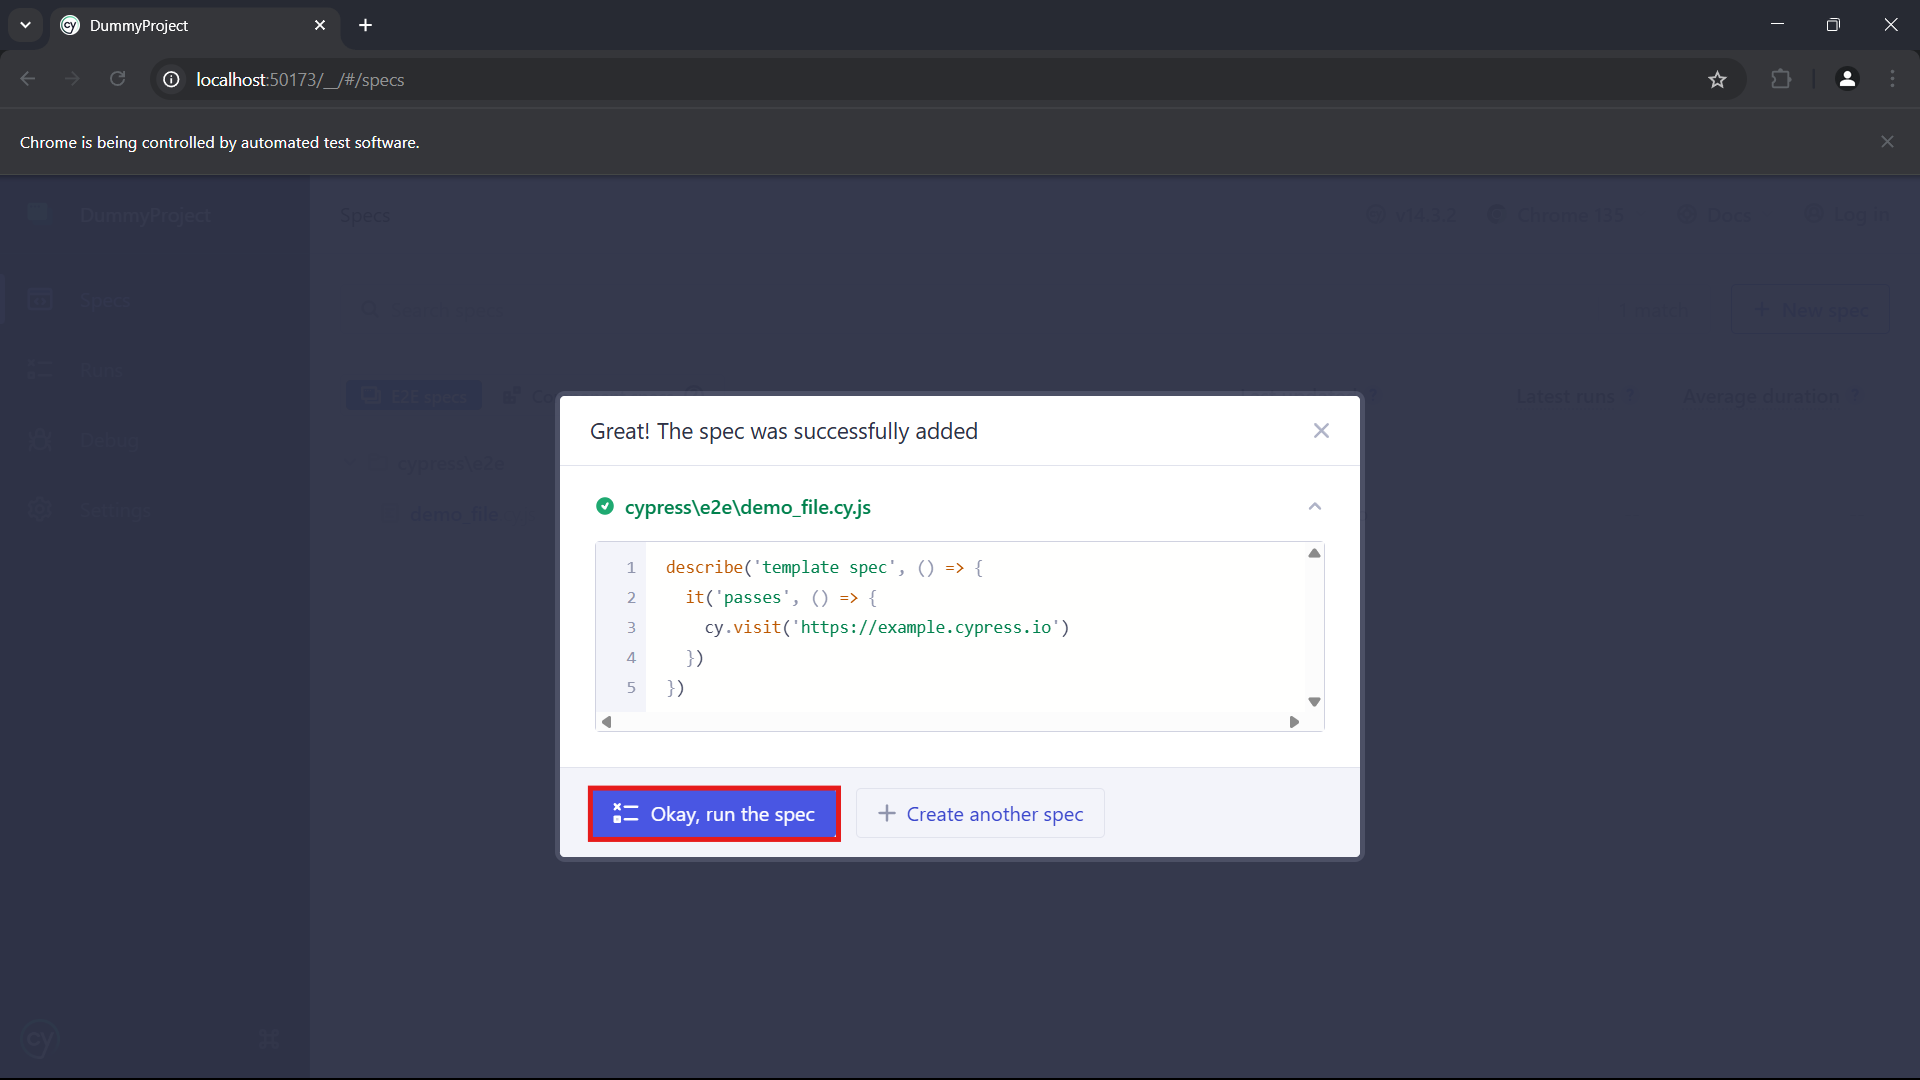 DummyProject
localhost:50173/__/#/specs
Chrome is being controlled by automated test software.
DummyProject
Specs
v14.3.2
Chrome 135
Docs
Log in
Specs
New spec
Runs
E2E specs
Latest runs
Average duration
Debug
cypress\e2e
Settings
demo_file
Great! The spec was successfully added
cypress\e2e\demo_file.cy.js
1 describe('template spec', () => {
2 it('passes', () => {
3 cy.visit('https://example.cypress.io')
4 })
5 })
Okay, run the spec
Create another spec
cy